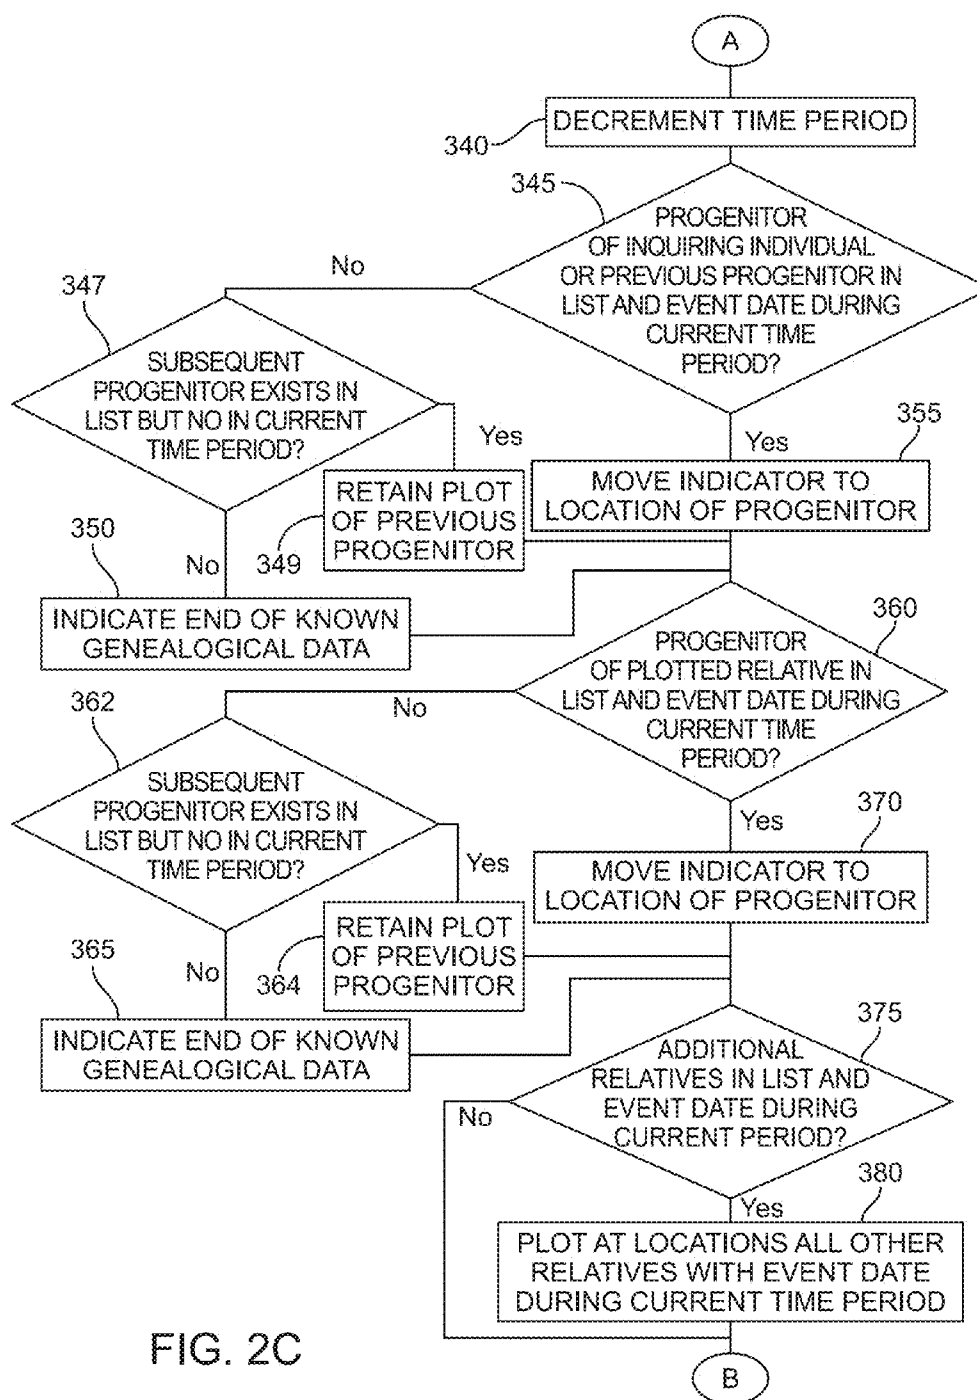 A
DECREMENT TIME PERIOD
340
345
PROGENITOR
OF INQUIRING INDIVIDUAL
OR PREVIOUS PROGENITOR IN
LIST AND EVENT DATE DURING
CURRENT TIME
PERIOD?
No
347
SUBSEQUENT
PROGENITOR EXISTS IN
LIST BUT NO IN CURRENT
TIME PERIOD?
Yes
Yes
355
MOVE INDICATOR TO
LOCATION OF PROGENITOR
RETAIN PLOT
OF PREVIOUS
PROGENITOR
349
350
No
INDICATE END OF KNOWN
GENEALOGICAL DATA
360
PROGENITOR
OF PLOTTED RELATIVE IN
LIST AND EVENT DATE DURING
CURRENT TIME
PERIOD?
No
362
SUBSEQUENT
PROGENITOR EXISTS IN
LIST BUT NO IN CURRENT
TIME PERIOD?
Yes
Yes
370
MOVE INDICATOR TO
LOCATION OF PROGENITOR
RETAIN PLOT
OF PREVIOUS
PROGENITOR
364
365
No
INDICATE END OF KNOWN
GENEALOGICAL DATA
375
ADDITIONAL
RELATIVES IN LIST AND
EVENT DATE DURING
CURRENT PERIOD?
No
Yes
380
PLOT AT LOCATIONS ALL OTHER
RELATIVES WITH EVENT DATE
DURING CURRENT TIME PERIOD
B
FIG. 2C